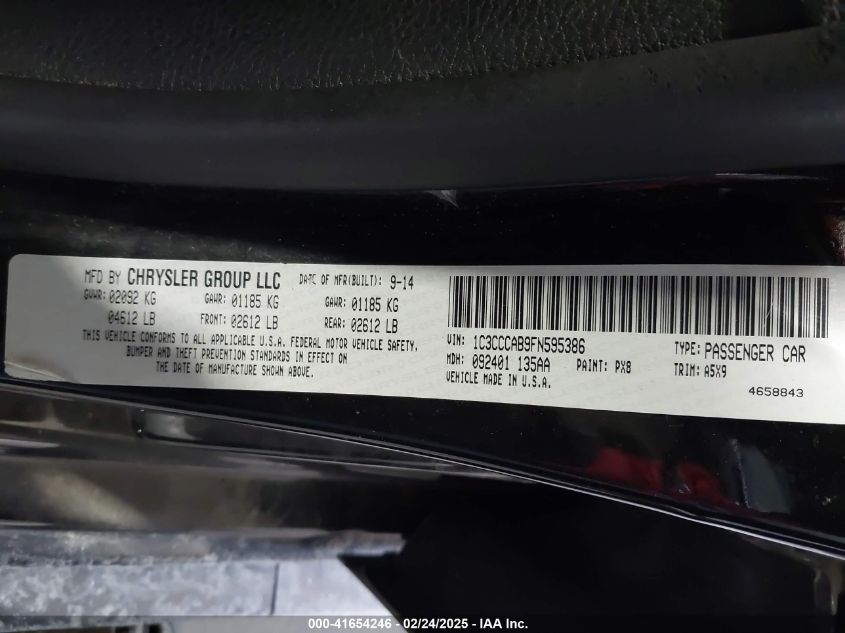 MFD BY CHRYSLER GROUP LLC DATE OF MFR(BUILT): 9-14
GVWR: 02092 KG GAWR: 01185 KG GAWR: 01185 KG
04612 LB FRONT: 02612 LB REAR: 02612 LB
THIS VEHICLE CONFORMS TO ALL APPLICABLE U.S.A. FEDERAL MOTOR VEHICLE SAFETY,
BUMPER AND THEFT PREVENTION STANDARDS IN EFFECT ON
THE DATE OF MANUFACTURE SHOWN ABOVE.
VIN: 1C3CCCAB9FN595386 TYPE: PASSENGER CAR
MDH: 092401 135AA PAINT: PX8 TRIM: A5X9
VEHICLE MADE IN U.S.A.
4658843
000-41654246 - 02/24/2025 - IAA Inc.